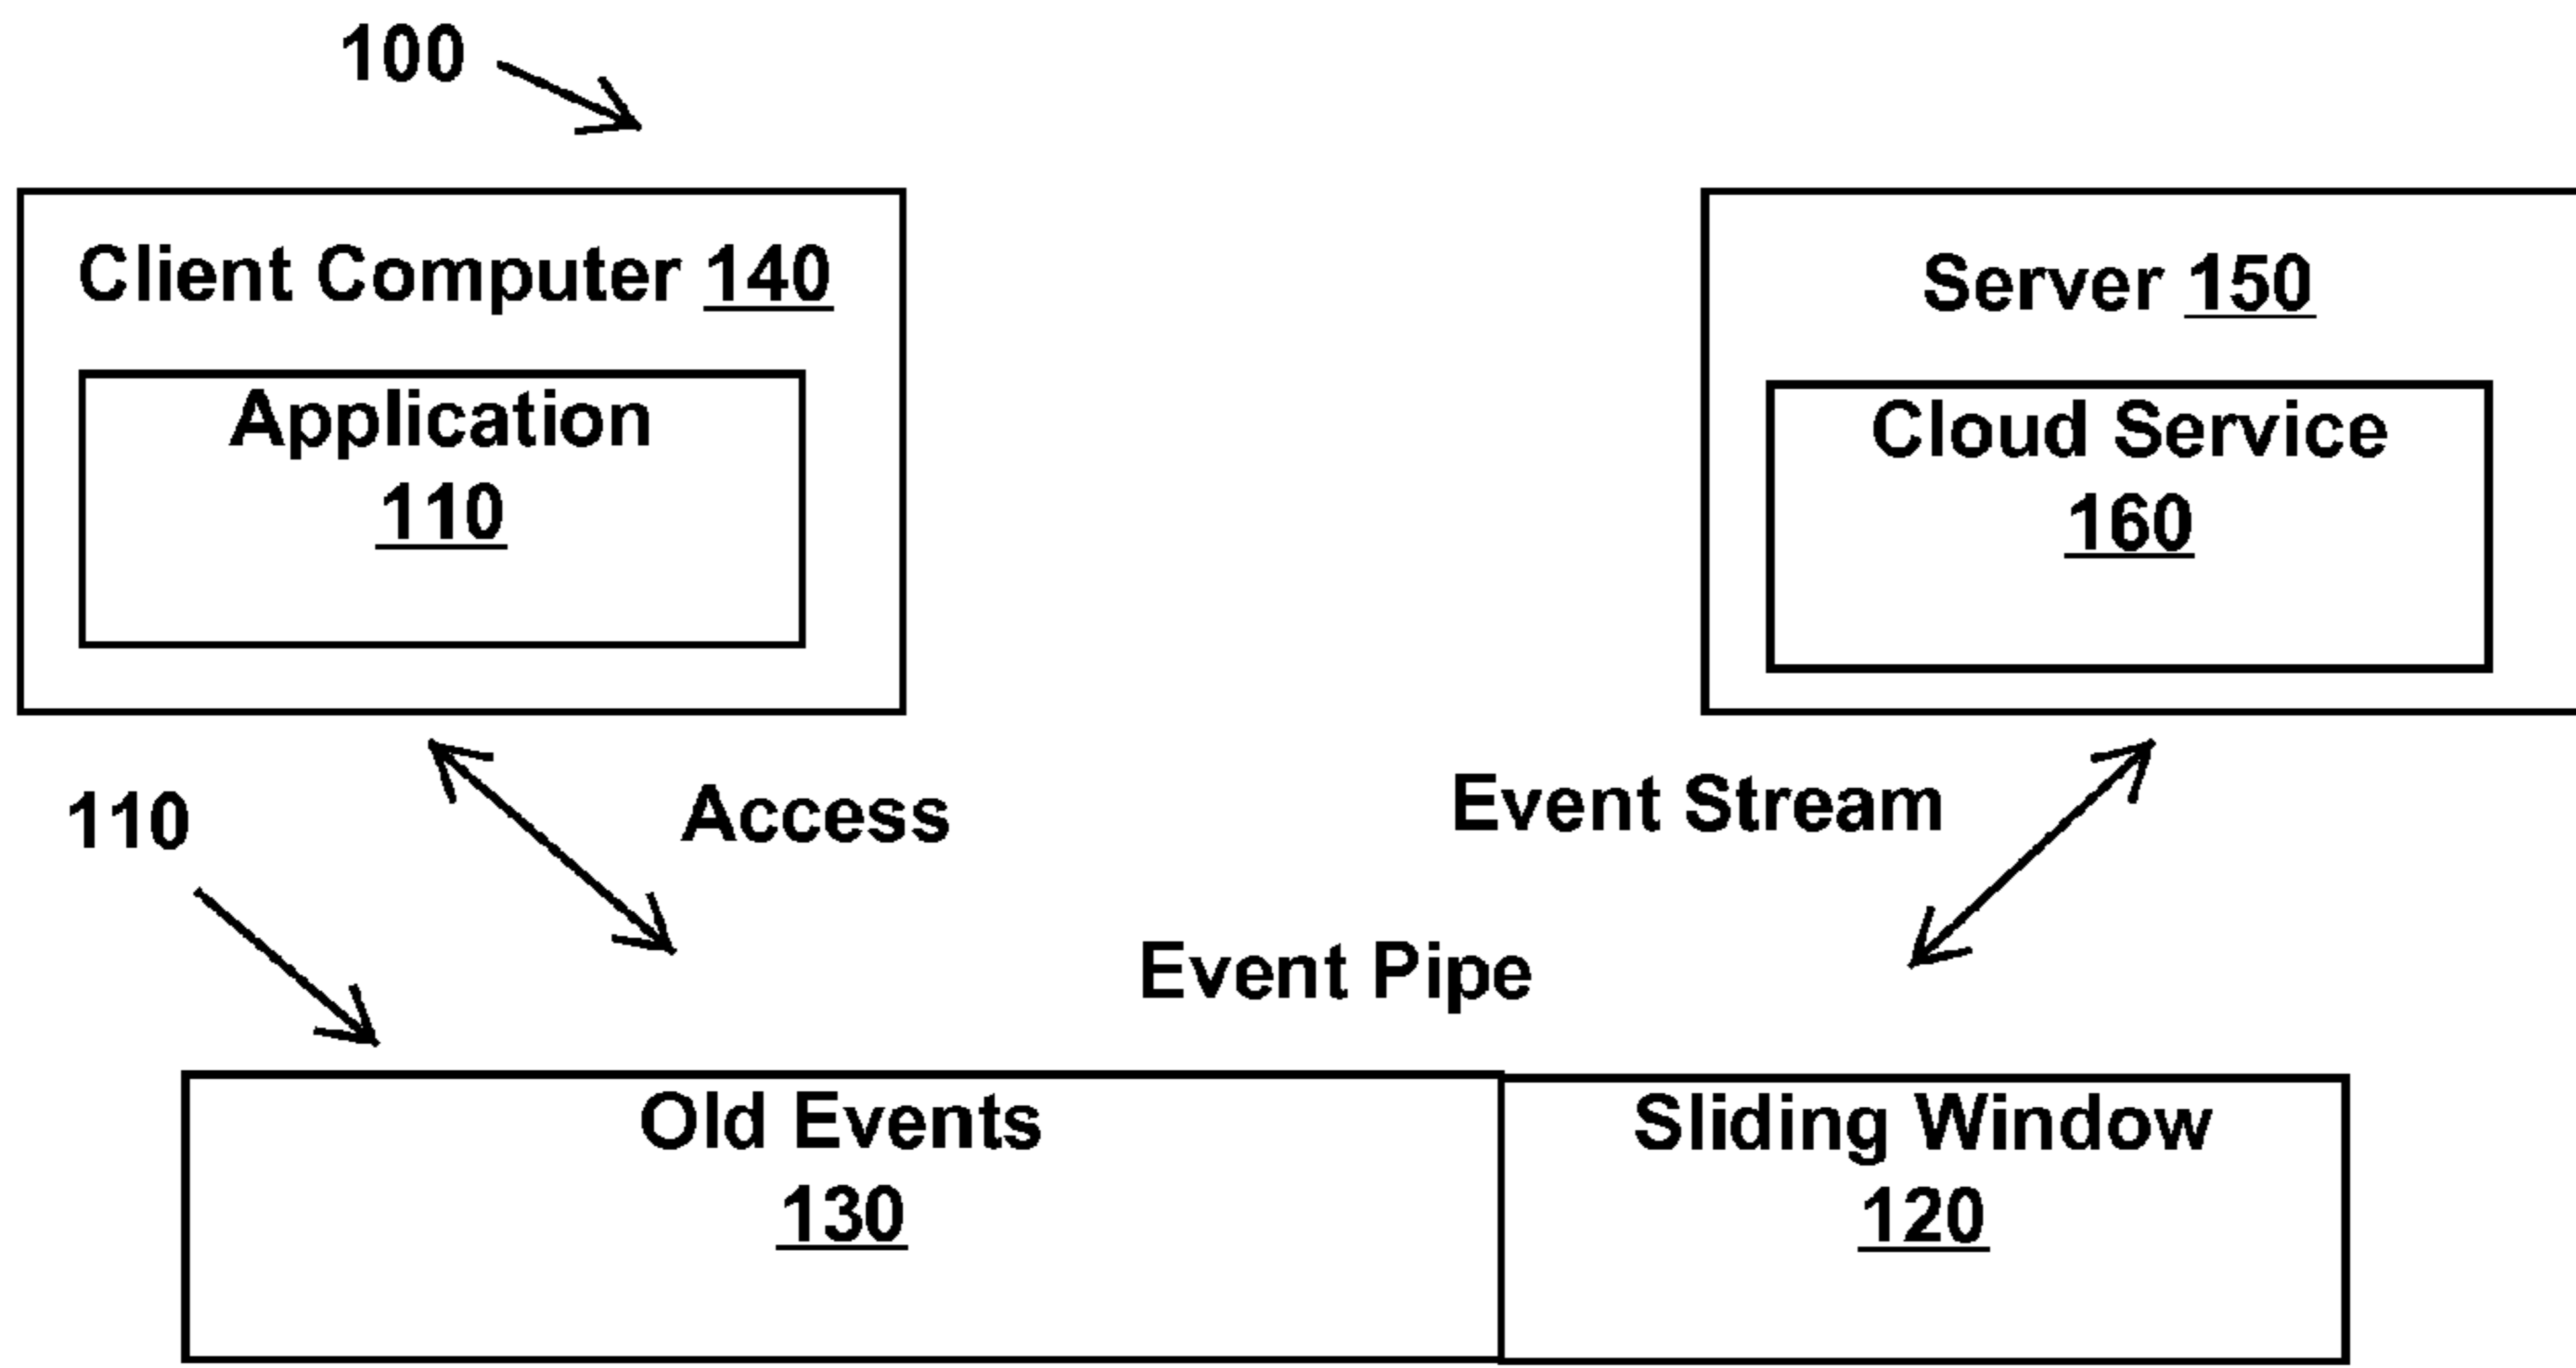 100
Client Computer 140
Application
110
Server 150
Cloud Service
160
110
Access
Event Stream
Event Pipe
Old Events
130
Sliding Window
120